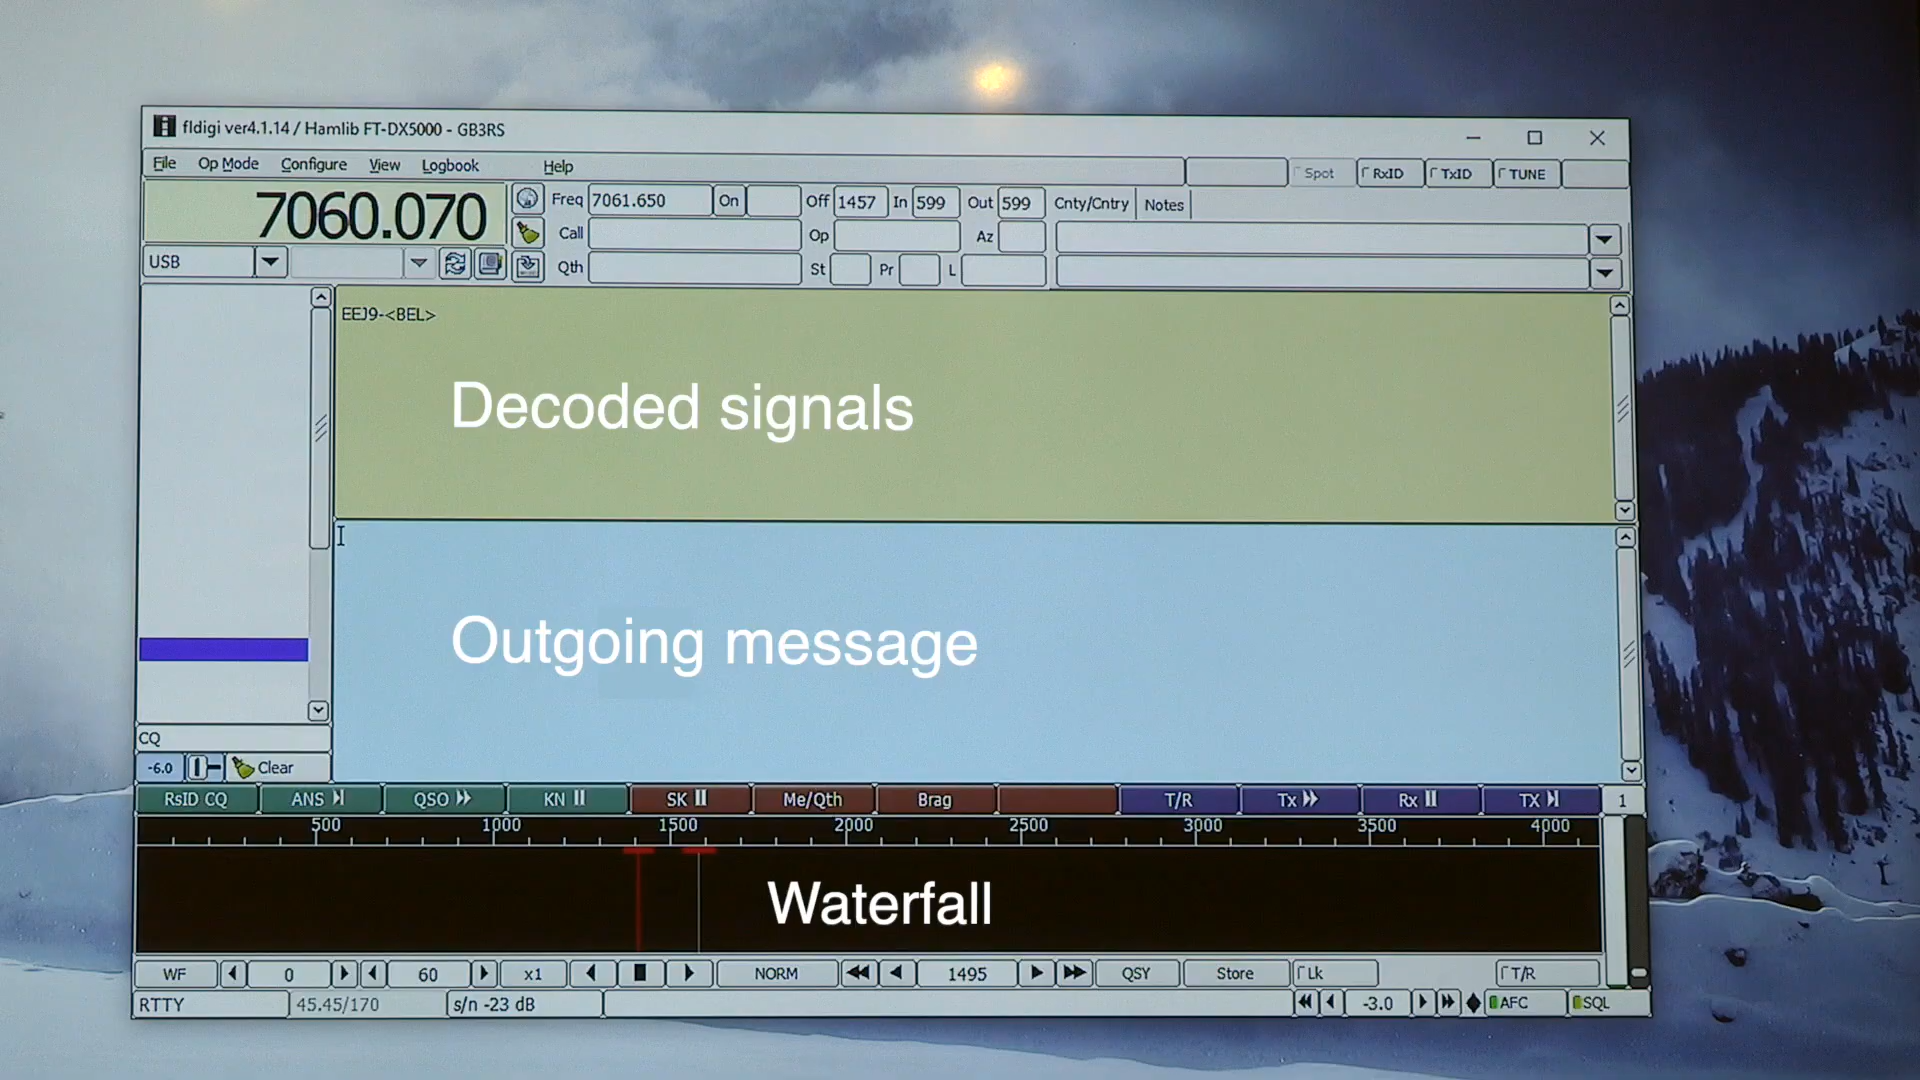 fldigi ver4.1.14 / Hamlib FT-DX5000 - GB3RS
File Op Mode Configure View Logbook Help
Spot RxID TxID TUNE
7060.070 Freq 7061.650 On Off 1457 In 599 Out 599 Cnty/Cntry Notes
Call Op Az
USB Qth St Pr L
EEJ9-<BEL>
Decoded signals
Outgoing message
CQ
-6.0 Clear
RsID CQ ANS QSO KN SK Me/Qth Brag T/R Tx Rx TX 1
500 1000 1500 2000 2500 3000 3500 4000
Waterfall
WF 0 60 x1 NORM 1495 QSY Store Lk T/R
RTTY 45.45/170 s/n -23 dB -3.0 AFC SQL